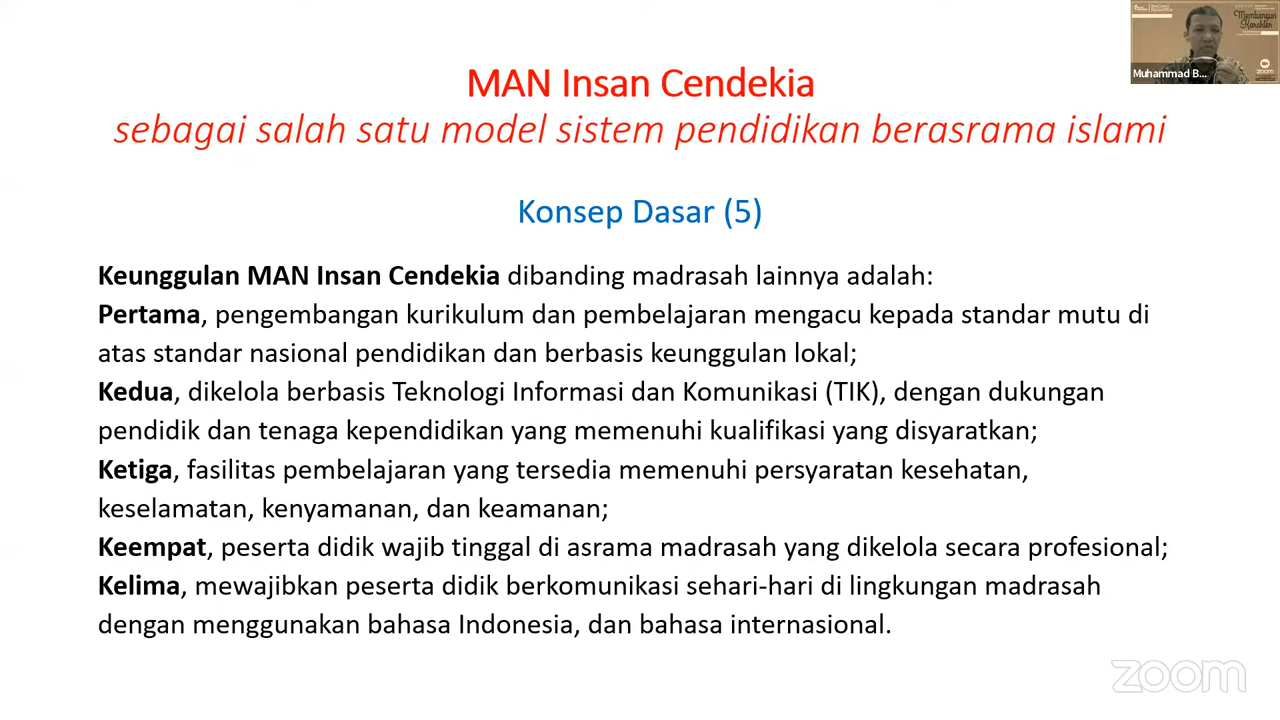 MAN Insan Cendekia
sebagai salah satu model sistem pendidikan berasrama islami
Konsep Dasar (5)
Keunggulan MAN Insan Cendekia dibanding madrasah lainnya adalah:
Pertama, pengembangan kurikulum dan pembelajaran mengacu kepada standar mutu di
atas standar nasional pendidikan dan berbasis keunggulan lokal;
Kedua, dikelola berbasis Teknologi Informasi dan Komunikasi (TIK), dengan dukungan
pendidik dan tenaga kependidikan yang memenuhi kualifikasi yang disyaratkan;
Ketiga, fasilitas pembelajaran yang tersedia memenuhi persyaratan kesehatan,
keselamatan, kenyamanan, dan keamanan;
Keempat, peserta didik wajib tinggal di asrama madrasah yang dikelola secara profesional;
Kelima, mewajibkan peserta didik berkomunikasi sehari-hari di lingkungan madrasah
dengan menggunakan bahasa Indonesia, dan bahasa internasional.
Membangun
Karakter
zoom
Muhammad B...
zoom